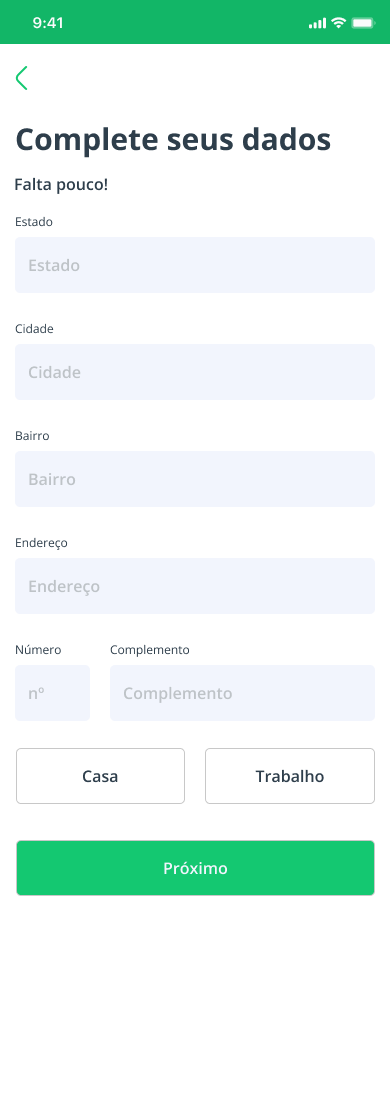 9:41
Complete seus dados
Falta pouco!
Estado
Estado
Cidade
Cidade
Bairro
Bairro
Endereço
Endereço
Número Complemento
nº Complemento
Casa Trabalho
Próximo